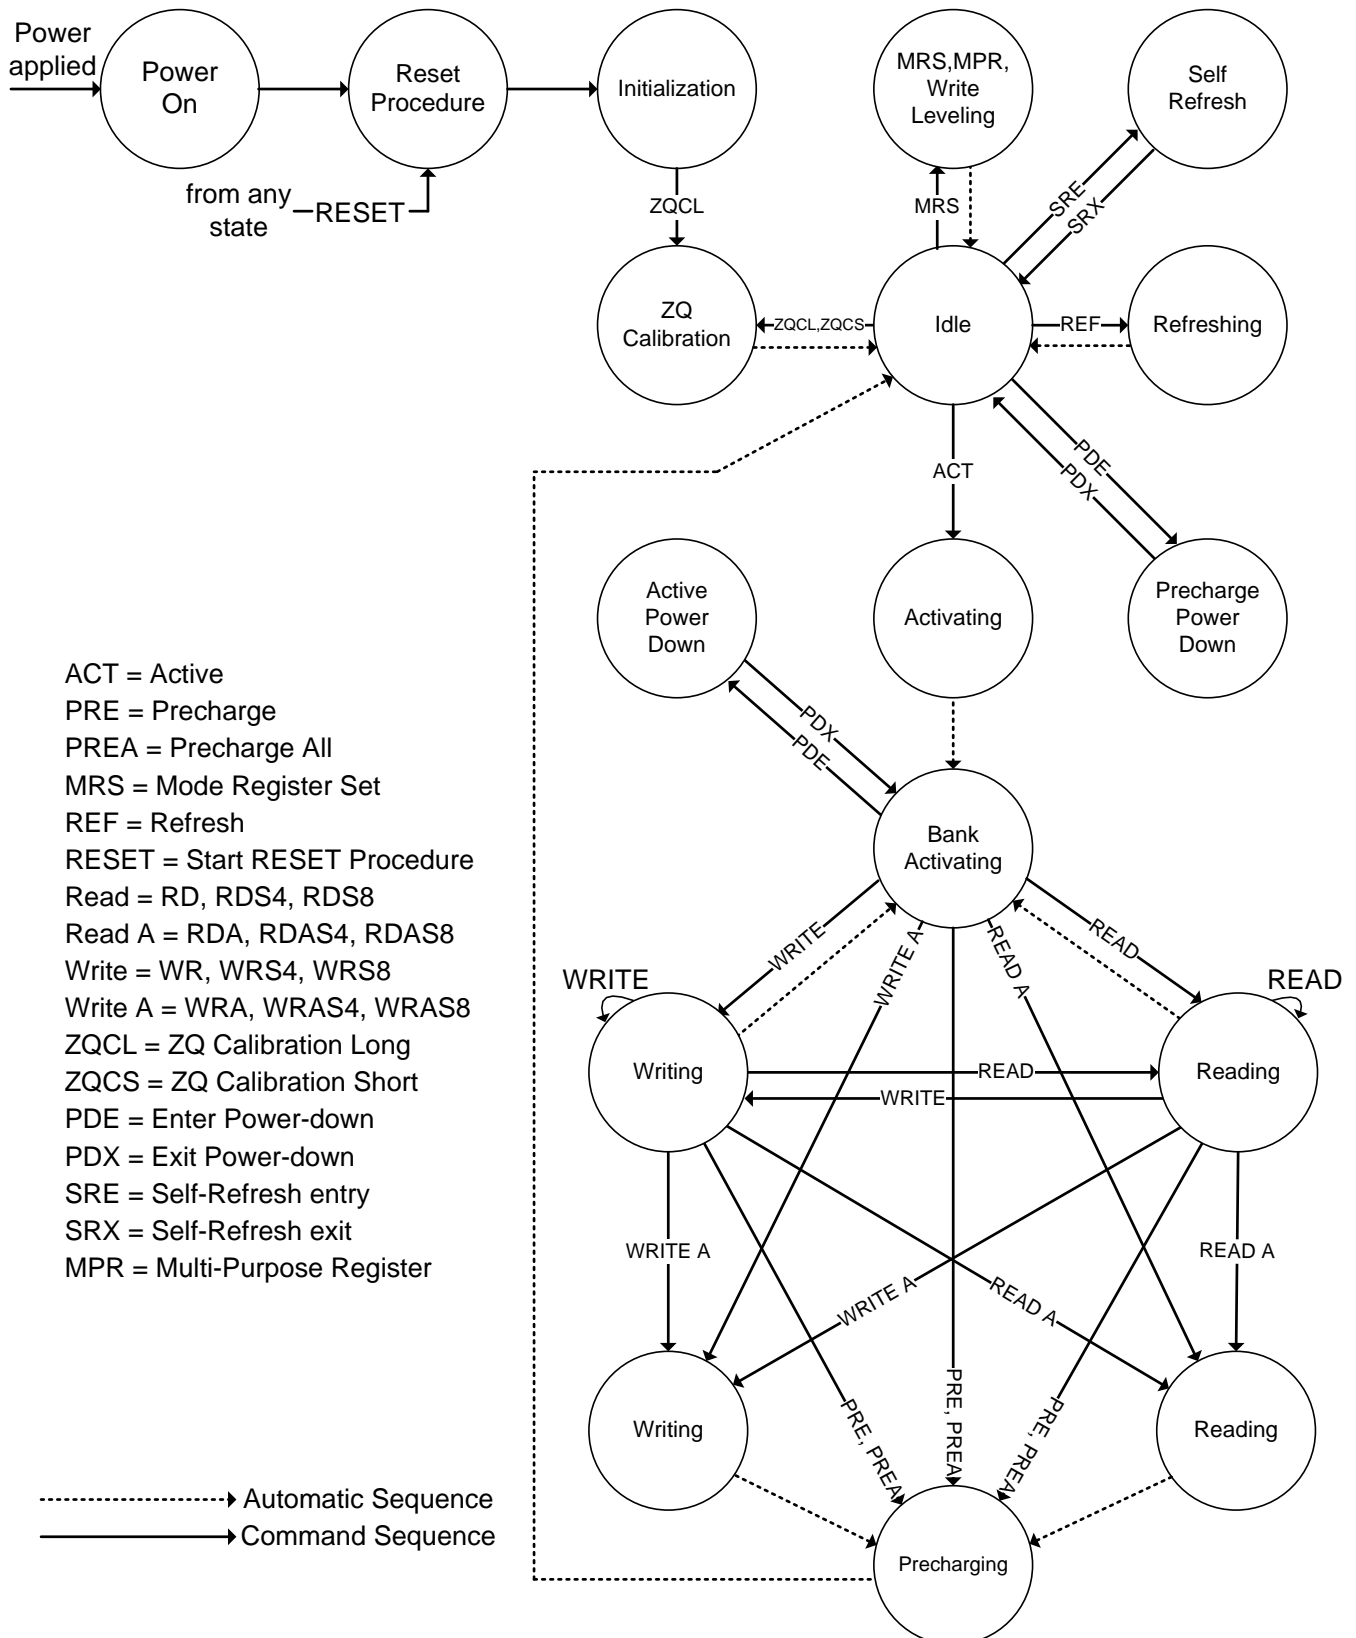 Power
applied
Power
On
Reset
Procedure
Initialization
MRS,MPR,
Write
Leveling
Self
Refresh
from any
state
RESET
ZQCL
MRS
SRE
SRX
ZQ
Calibration
ZQCL,ZQCS
Idle
REF
Refreshing
ACT
PDE
PDX
Active
Power
Down
Activating
Precharge
Power
Down
PDX
PDE
ACT = Active
PRE = Precharge
PREA = Precharge All
MRS = Mode Register Set
REF = Refresh
RESET = Start RESET Procedure
Read = RD, RDS4, RDS8
Read A = RDA, RDAS4, RDAS8
Write = WR, WRS4, WRS8
Write A = WRA, WRAS4, WRAS8
ZQCL = ZQ Calibration Long
ZQCS = ZQ Calibration Short
PDE = Enter Power-down
PDX = Exit Power-down
SRE = Self-Refresh entry
SRX = Self-Refresh exit
MPR = Multi-Purpose Register
Bank
Activating
WRITE
WRITE A
READ A
READ
WRITE
READ
Writing
READ
WRITE
Reading
WRITE A
WRITE A
READ A
READ A
PRE, PREA
PRE, PREA
PRE, PREA
Writing
Reading
Precharging
Automatic Sequence
Command Sequence